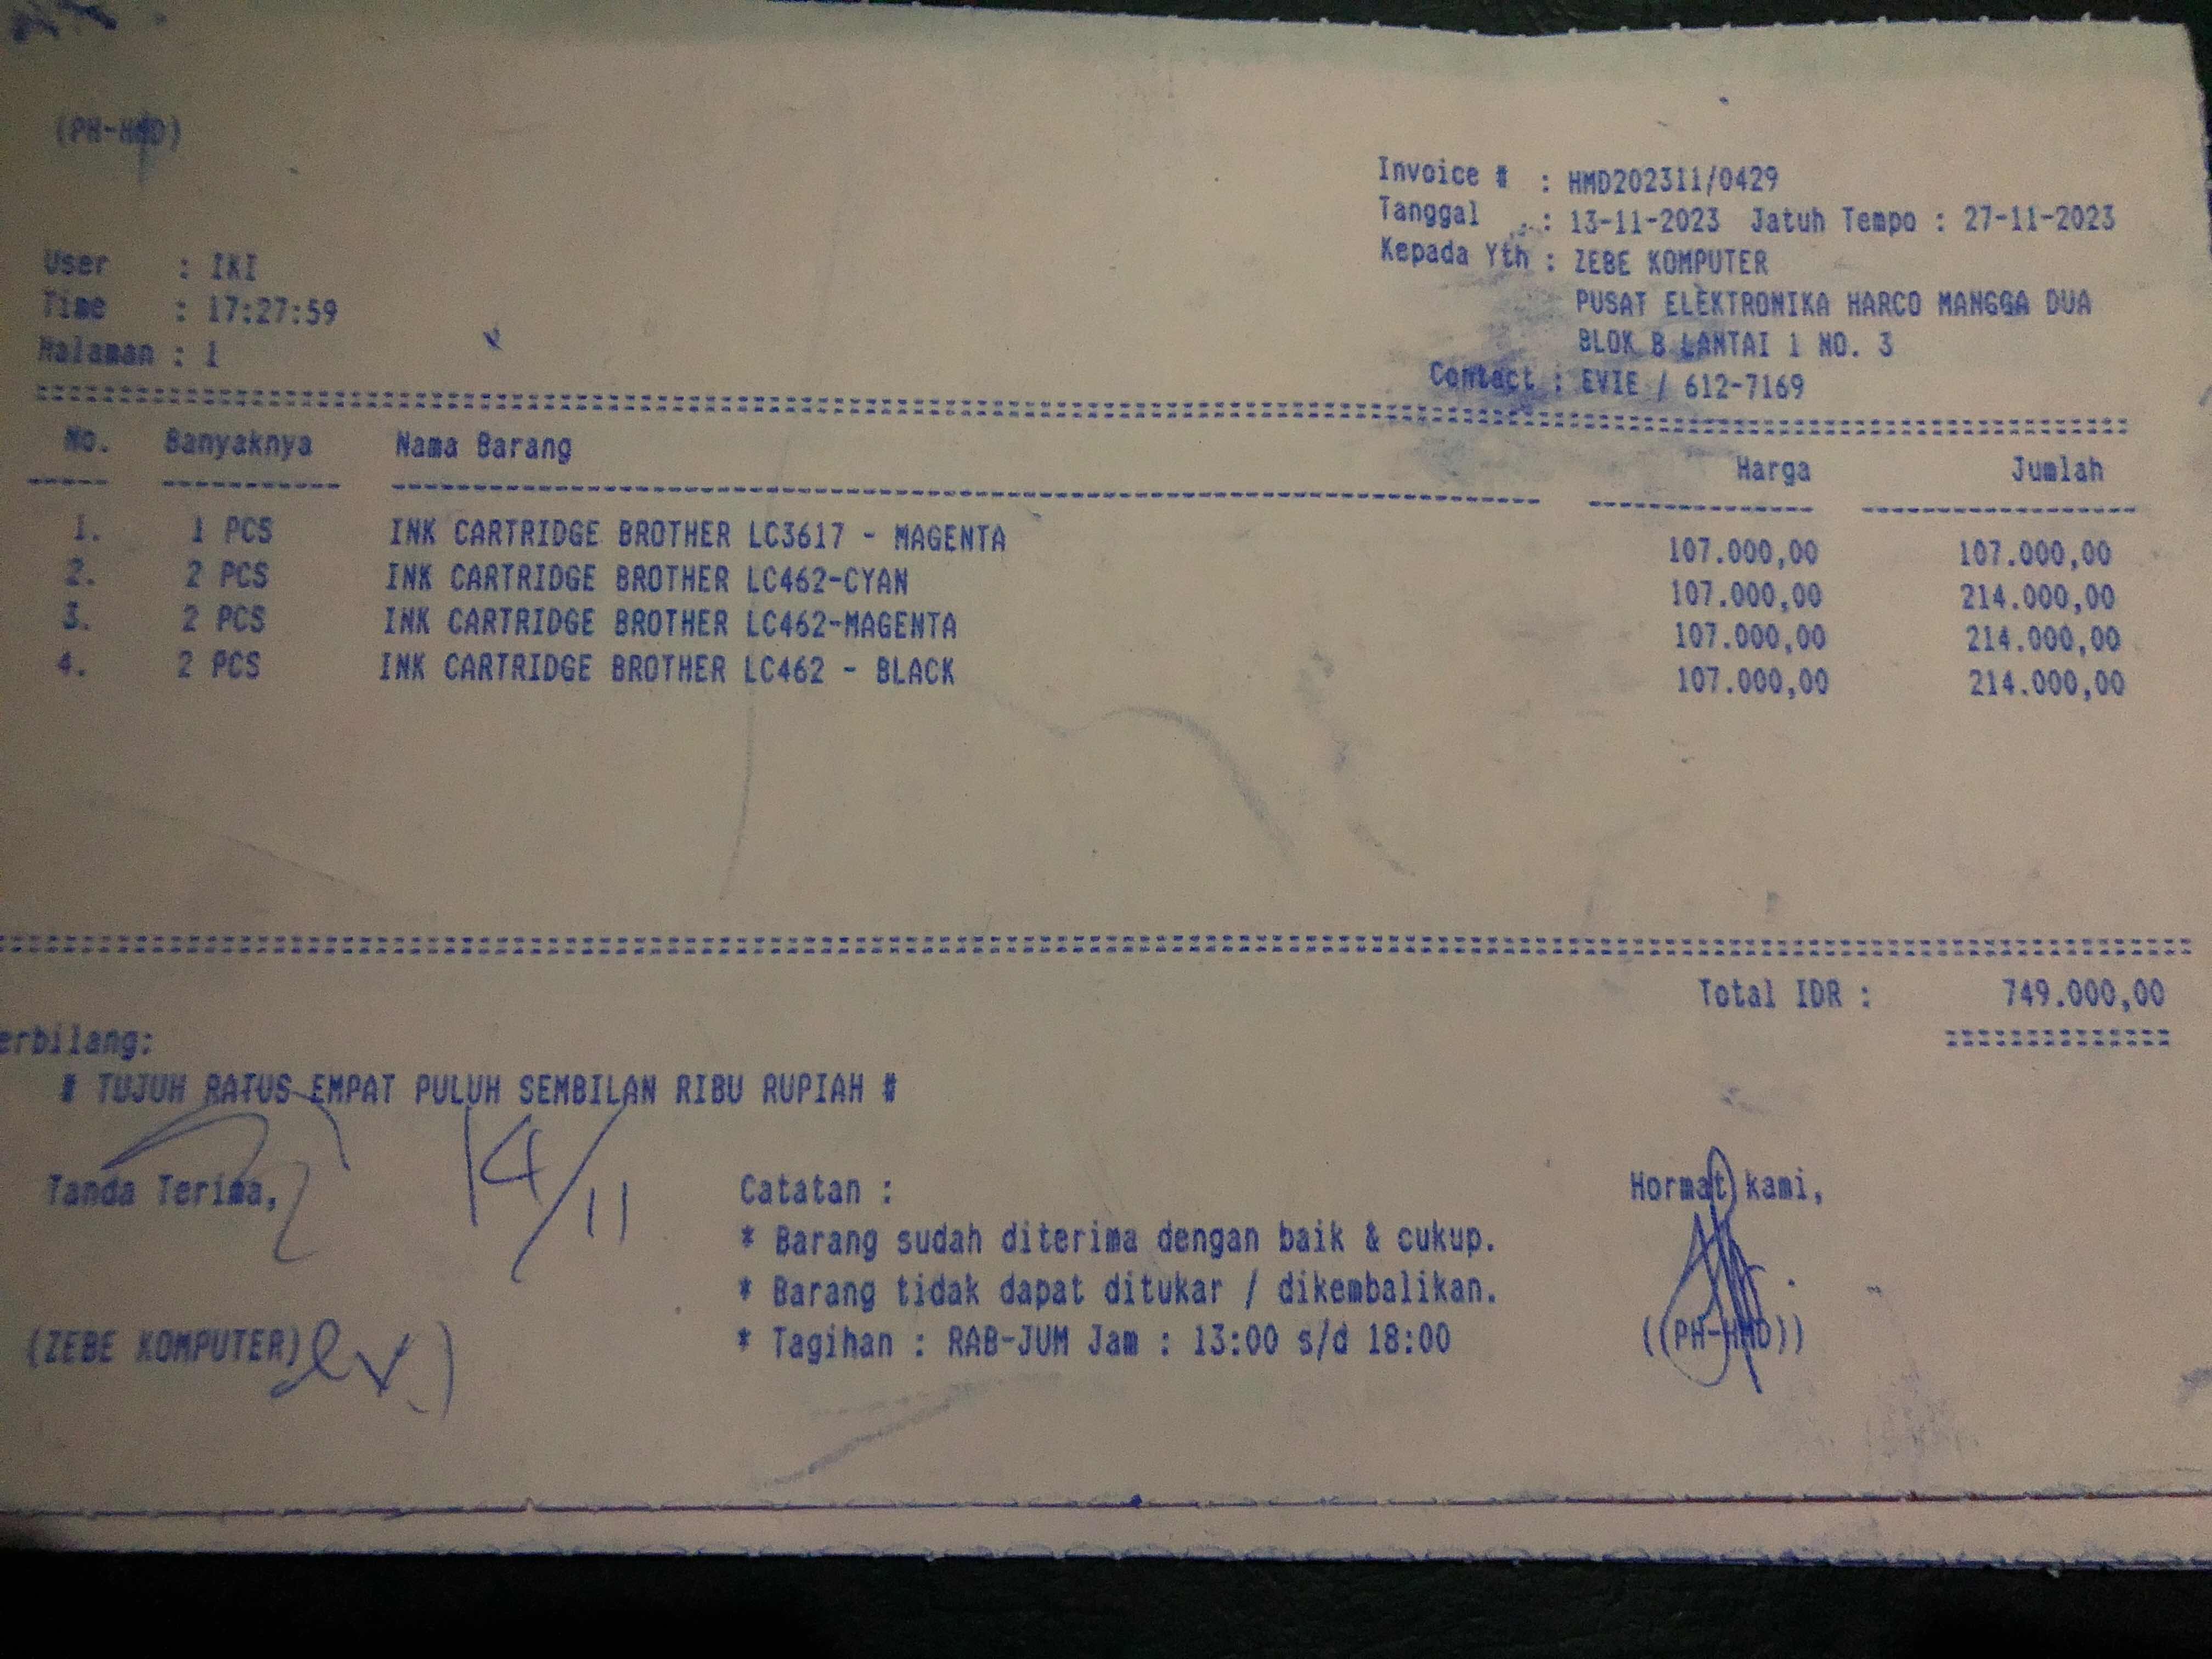 (PH-HMD)
Invoice # : HMD202311/0429
Tanggal : 13-11-2023 Jatuh Tempo : 27-11-2023
Kepada Yth : ZEBE KOMPUTER
PUSAT ELEKTRONIKA HARCO MANGGA DUA
BLOK B LANTAI 1 NO. 3
Contact : EVIE / 612-7169
User : IKI
Time : 17:27:59
Halaman : 1
No. Banyaknya Nama Barang Harga Jumlah
1. 1 PCS INK CARTRIDGE BROTHER LC3617 - MAGENTA 107.000,00 107.000,00
2. 2 PCS INK CARTRIDGE BROTHER LC462-CYAN 107.000,00 214.000,00
3. 2 PCS INK CARTRIDGE BROTHER LC462-MAGENTA 107.000,00 214.000,00
4. 2 PCS INK CARTRIDGE BROTHER LC462 - BLACK 107.000,00 214.000,00
Total IDR : 749.000,00
erbilang:
# TUJUH RATUS EMPAT PULUH SEMBILAN RIBU RUPIAH #
14/11
Tanda Terima,
(ZEBE KOMPUTER)
Catatan :
* Barang sudah diterima dengan baik & cukup.
* Barang tidak dapat ditukar / dikembalikan.
* Tagihan : RAB-JUM Jam : 13:00 s/d 18:00
Hormat kami,
((PH-HMD))